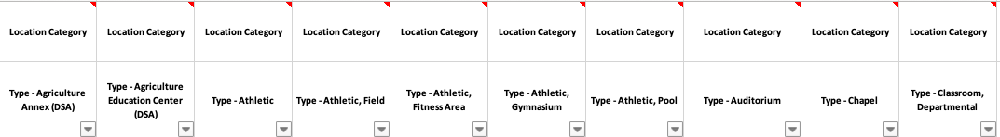 Location Category
Location Category
Location Category
Location Category
Location Category
Location Category
Location Category
Location Category
Location Category
Location Category
Type - Agriculture
Annex (DSA)
Type - Agriculture
Education Center
(DSA)
Type - Athletic
Type - Athletic, Field
Type - Athletic,
Fitness Area
Type - Athletic,
Gymnasium
Type - Athletic, Pool
Type - Auditorium
Type - Chapel
Type - Classroom,
Departmental